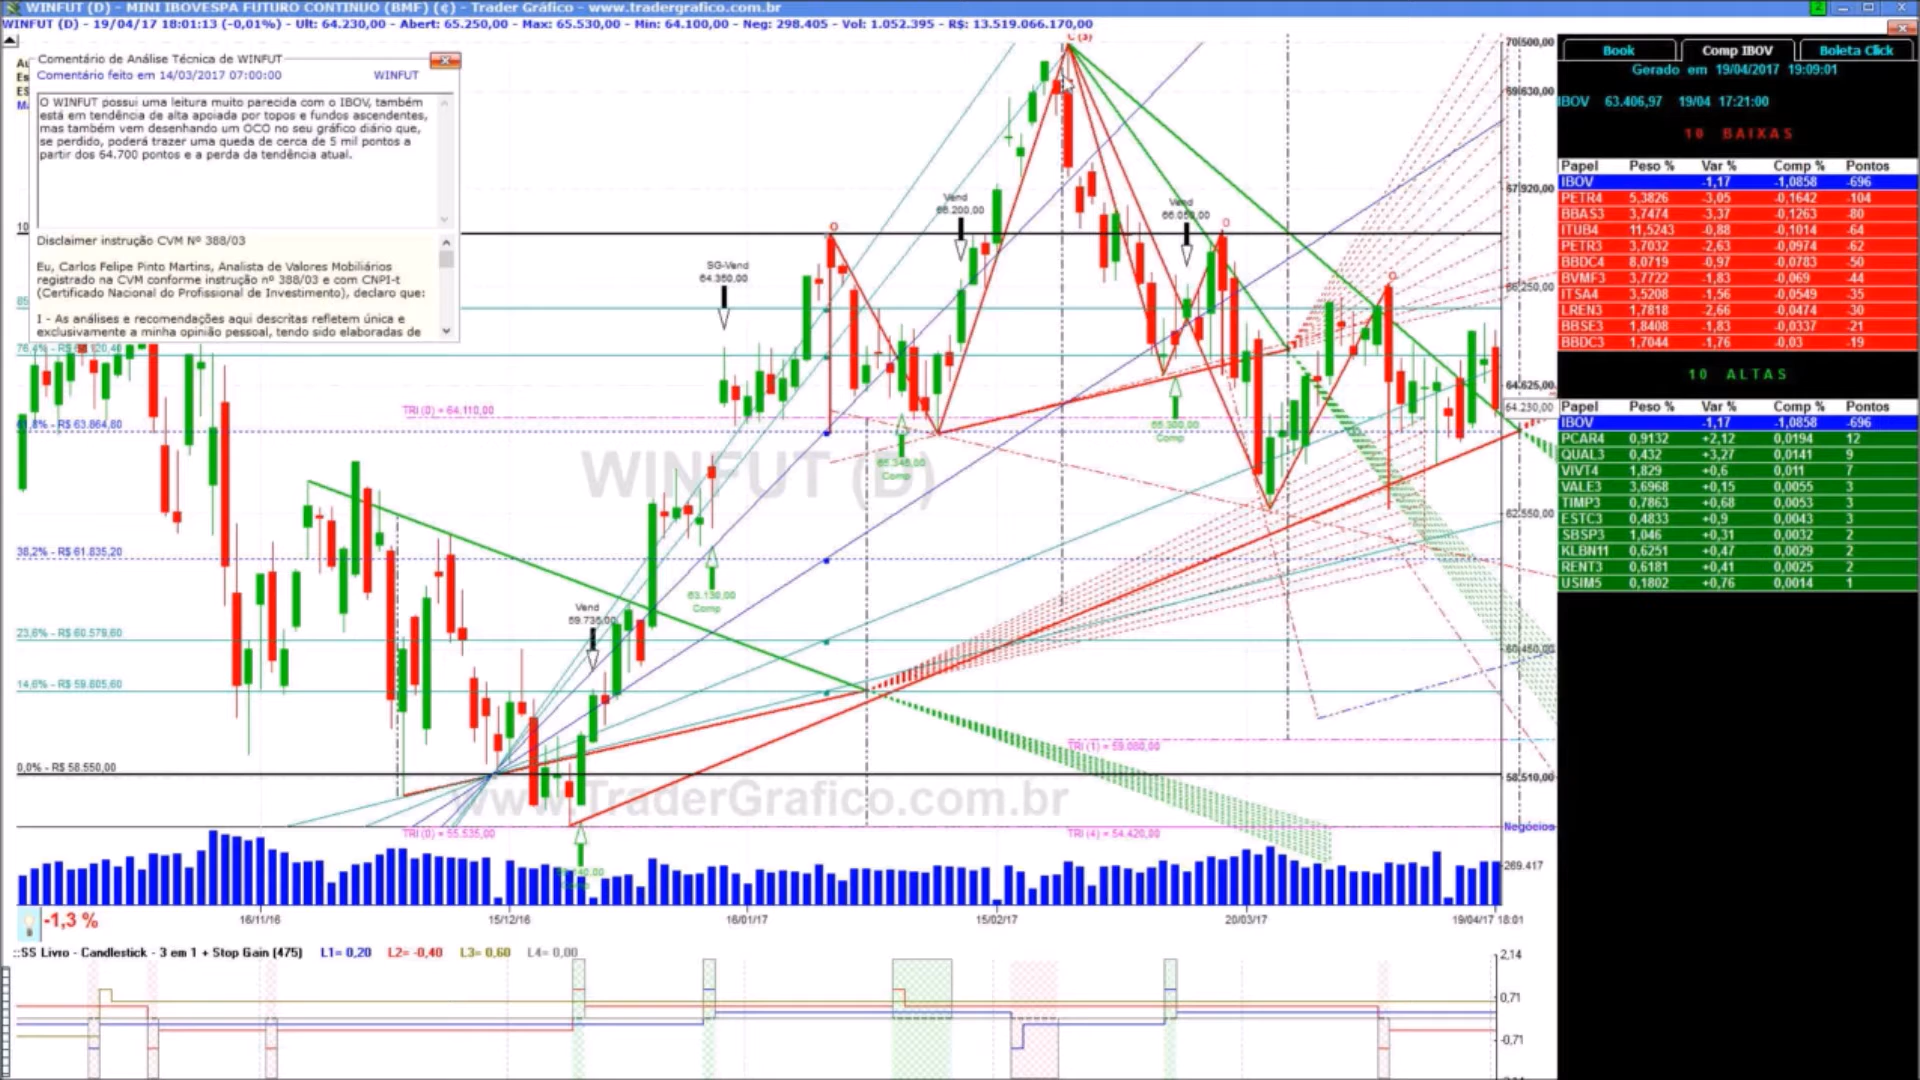 WINFUT (D) - MINI IBOVESPA FUTURO CONTINUO (BMF) (¢) - Trader Gráfico - www.tradergrafico.com.br
WINFUT (D) - 19/04/17 18:01:13 (-0,01%) - Ult: 64.230,00 - Abert: 65.250,00 - Max: 65.530,00 - Min: 64.100,00 - Neg: 298.405 - Vol: 1.052.395 - R$: 13.519.066.170,00
Comentário de Análise Técnica de WINFUT
Comentário feito em 14/03/2017 07:00:00 WINFUT
O WINFUT possui uma leitura muito parecida com o IBOV, também
está em tendência de alta apoiada por topos e fundos ascendentes,
mas também vem desenhando um OCO no seu gráfico diário que,
se perdido, poderá trazer uma queda de cerca de 5 mil pontos a
partir dos 64.700 pontos e a perda da tendência atual.
Disclaimer instrução CVM Nº 388/03
Eu, Carlos Felipe Pinto Martins, Analista de Valores Mobiliários
registrado na CVM conforme instrução nº 388/03 e com CNPI-t
(Certificado Nacional do Profissional de Investimento), declaro que:
I - As análises e recomendações aqui descritas refletem única e
exclusivamente a minha opinião pessoal, tendo sido elaboradas de
C (3)
O
O
O
Vend
66.200,00
Vend
66.050,00
SG-Vend
64.350,00
TRI (0) = 64.110,00
R$ 63.864,80
65.345,00
Comp
65.300,00
Comp
WINFUT (D)
38,2% - R$ 61.835,20
63.130,00
Comp
Vend
59.735,00
23,6% - R$ 60.579,60
14,6% - R$ 59.805,60
TRI (1) = 59.080,00
0,0% - R$ 58.550,00
www.TraderGrafico.com.br
TRI (0) = 55.535,00
TRI (4) = 54.420,00
70.500,00
69.630,00
67.920,00
66.250,00
64.625,00
64.230,00
62.550,00
60.450,00
58.510,00
Negócios
269.417
-1,3 %
16/11/16 15/12/16 16/01/17 15/02/17 20/03/17 19/04/17 18:01
::SS Livro - Candlestick - 3 em 1 + Stop Gain (475) L1= 0,20 L2= -0,40 L3= 0,60 L4= 0,00
2,14
0,71
-0,71
Book Comp IBOV Boleta Click
Gerado em 19/04/2017 19:09:01
IBOV 63.406,97 19/04 17:21:00
10 BAIXAS
Papel Peso % Var % Comp % Pontos
IBOV -1,17 -1,0858 -696
PETR4 5,3826 -3,05 -0,1642 -104
BBAS3 3,7474 -3,37 -0,1263 -80
ITUB4 11,5243 -0,88 -0,1014 -64
PETR3 3,7032 -2,63 -0,0974 -62
BBDC4 8,0719 -0,97 -0,0783 -50
BVMF3 3,7722 -1,83 -0,069 -44
ITSA4 3,5208 -1,56 -0,0549 -35
LREN3 1,7818 -2,66 -0,0474 -30
BBSE3 1,8408 -1,83 -0,0337 -21
BBDC3 1,7044 -1,76 -0,03 -19
10 ALTAS
Papel Peso % Var % Comp % Pontos
IBOV -1,17 -1,0858 -696
PCAR4 0,9132 +2,12 0,0194 12
QUAL3 0,432 +3,27 0,0141 9
VIVT4 1,829 +0,6 0,011 7
VALE3 3,6968 +0,15 0,0055 3
TIMP3 0,7863 +0,68 0,0053 3
ESTC3 0,4833 +0,9 0,0043 3
SBSP3 1,046 +0,31 0,0032 2
KLBN11 0,6251 +0,47 0,0029 2
RENT3 0,6181 +0,41 0,0025 2
USIM5 0,1802 +0,76 0,0014 1